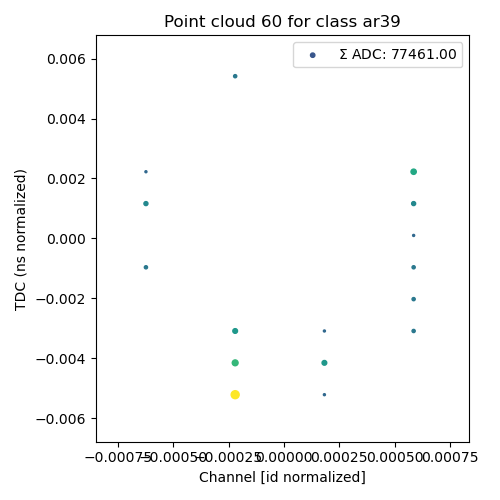 Point cloud 60 for class ar39
Σ ADC: 77461.00
0.006
0.004
0.002
0.000
−0.002
−0.004
−0.006
TDC (ns normalized)
−0.00075 −0.00050 −0.00025 0.00000 0.00025 0.00050 0.00075
Channel [id normalized]